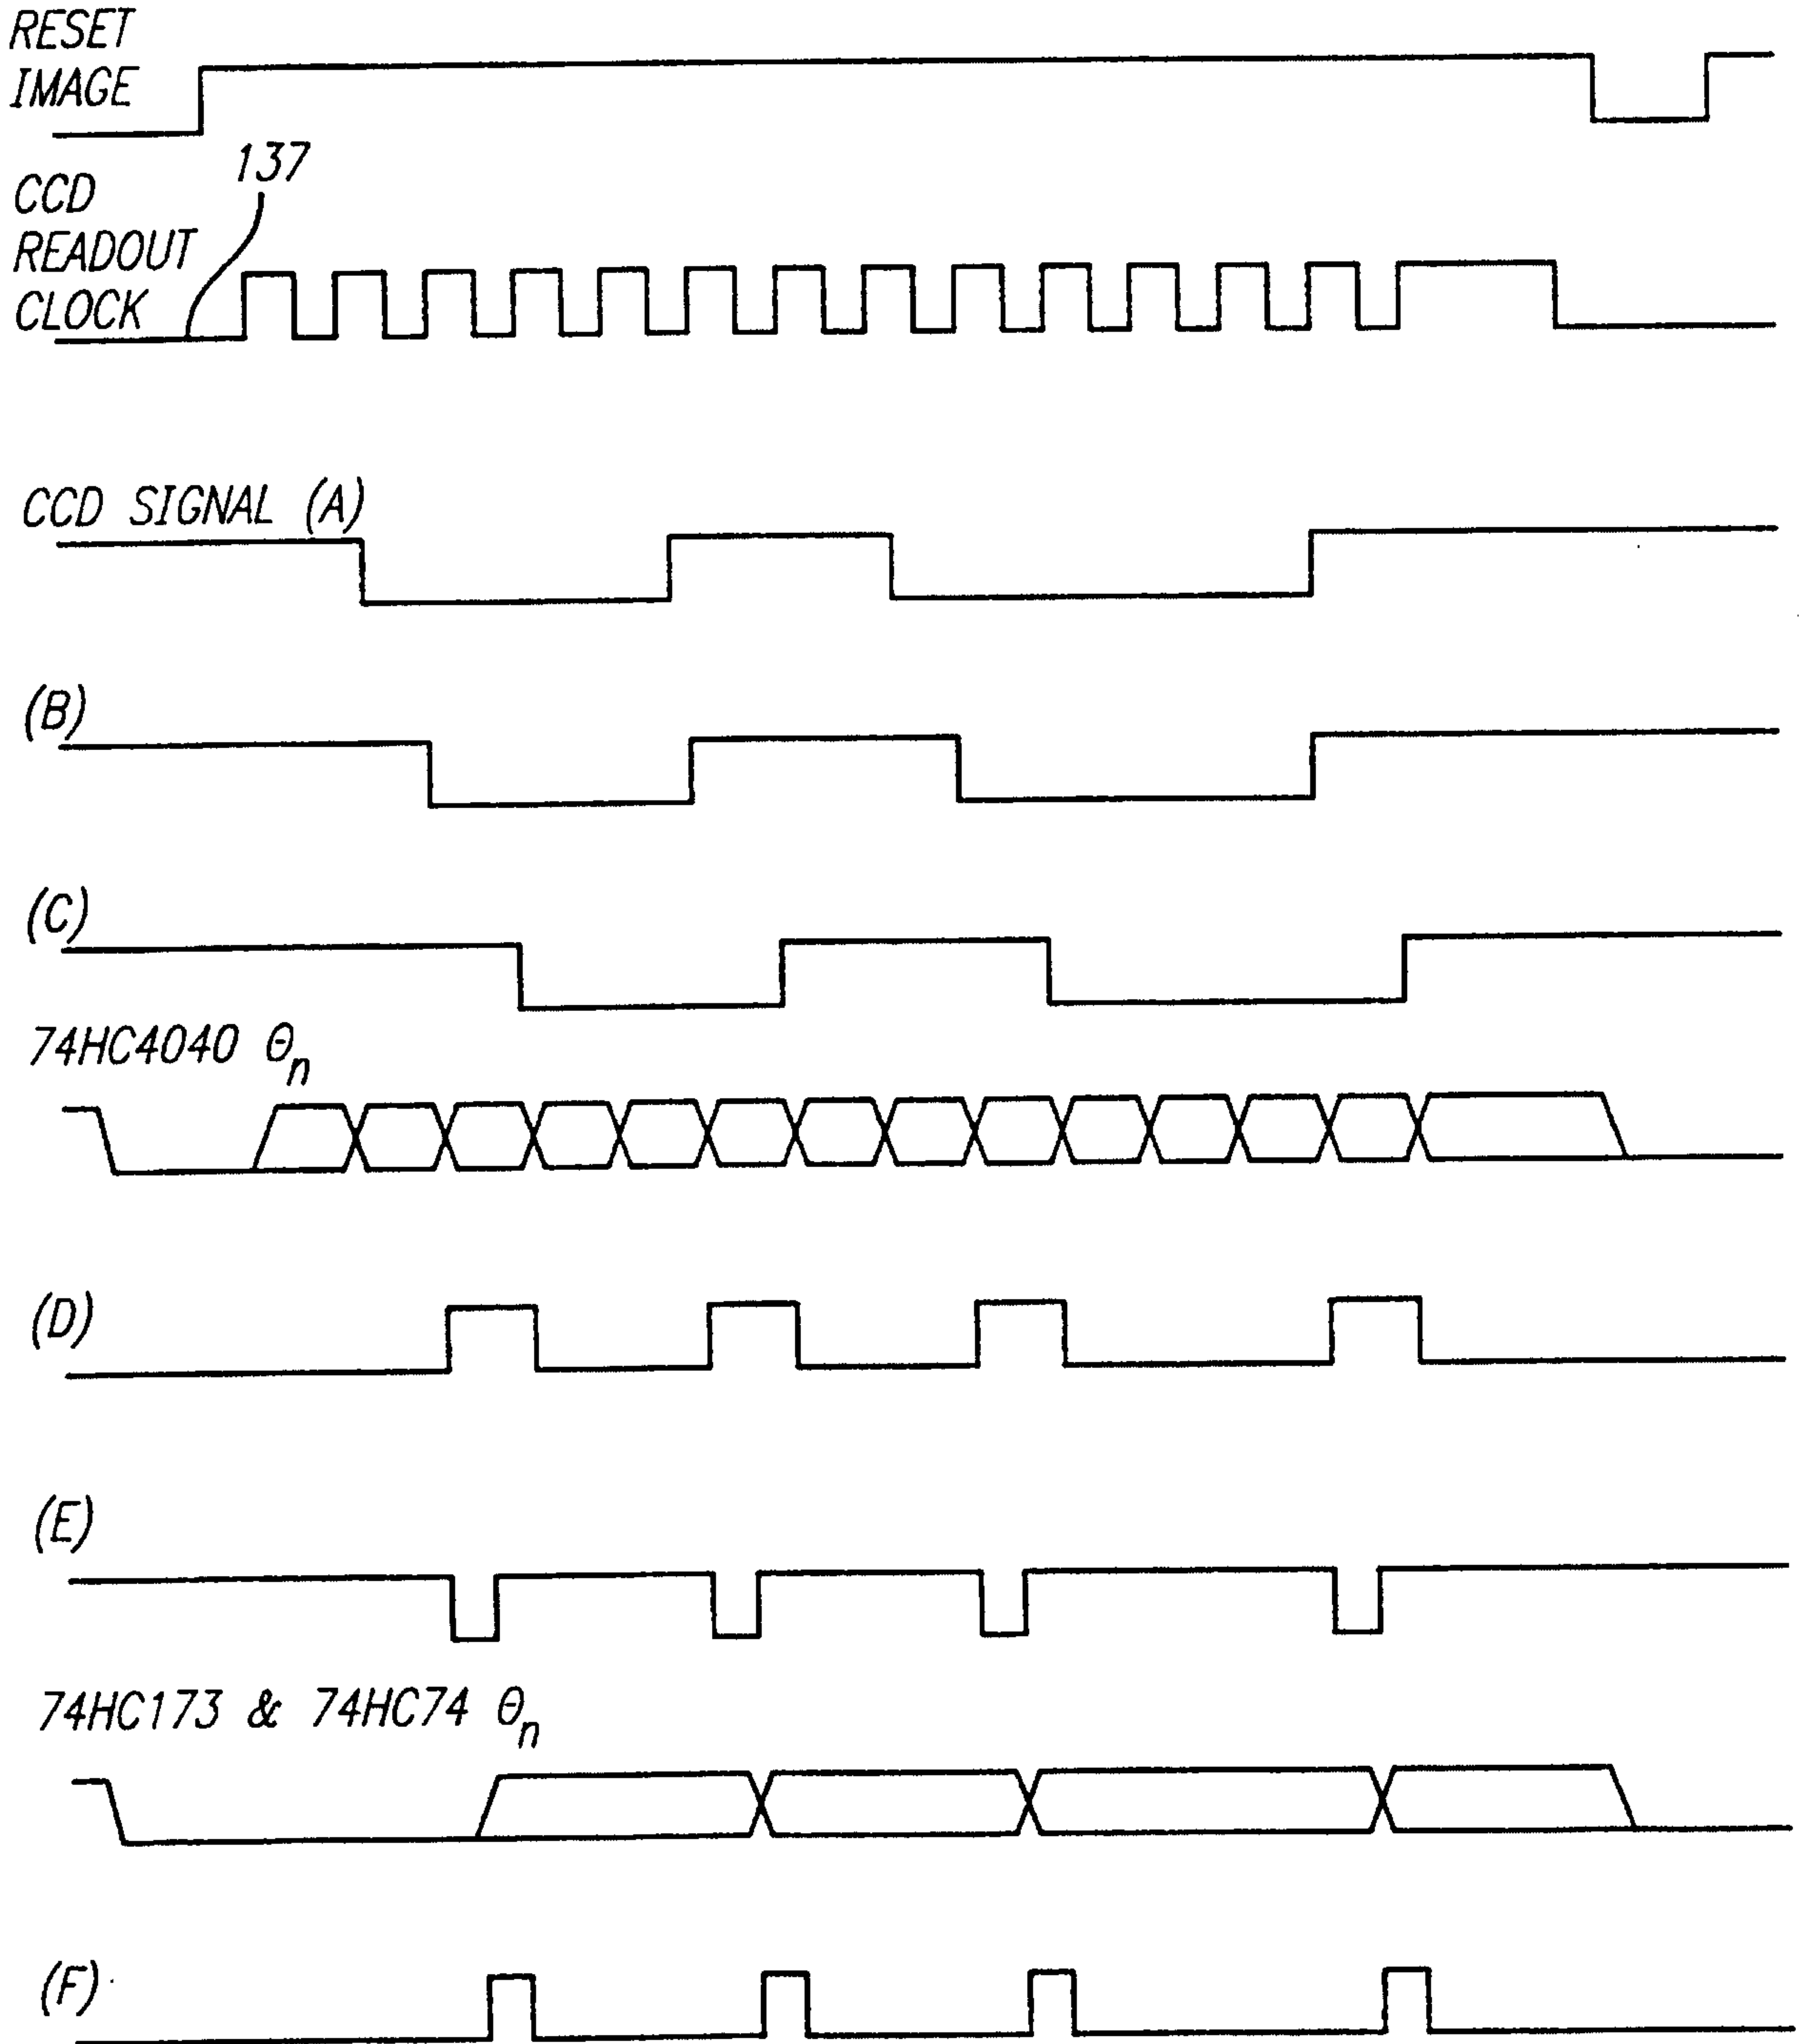 RESET
IMAGE
137
CCD
READOUT
CLOCK
CCD SIGNAL (A)
(B)
(C)
74HC4040 θn
(D)
(E)
74HC173 & 74HC74 θn
(F)